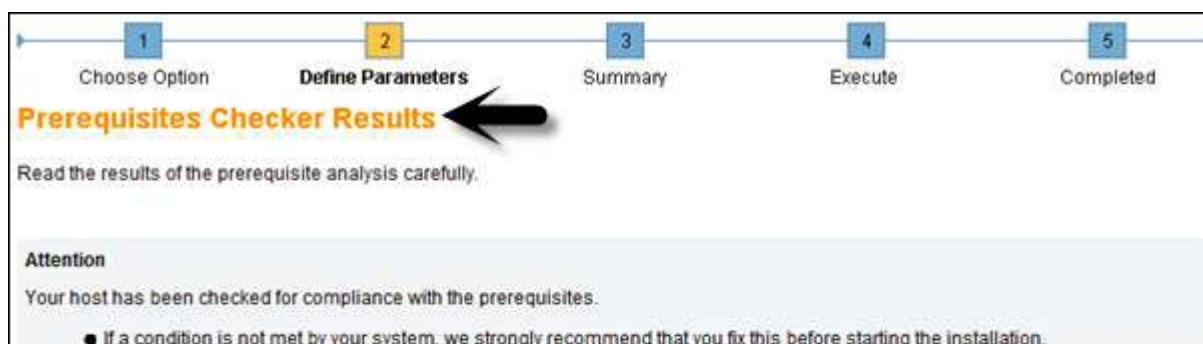 1 2 3 4 5
Choose Option Define Parameters Summary Execute Completed
Prerequisites Checker Results
Read the results of the prerequisite analysis carefully.
Attention
Your host has been checked for compliance with the prerequisites.
● If a condition is not met by your system, we strongly recommend that you fix this before starting the installation.